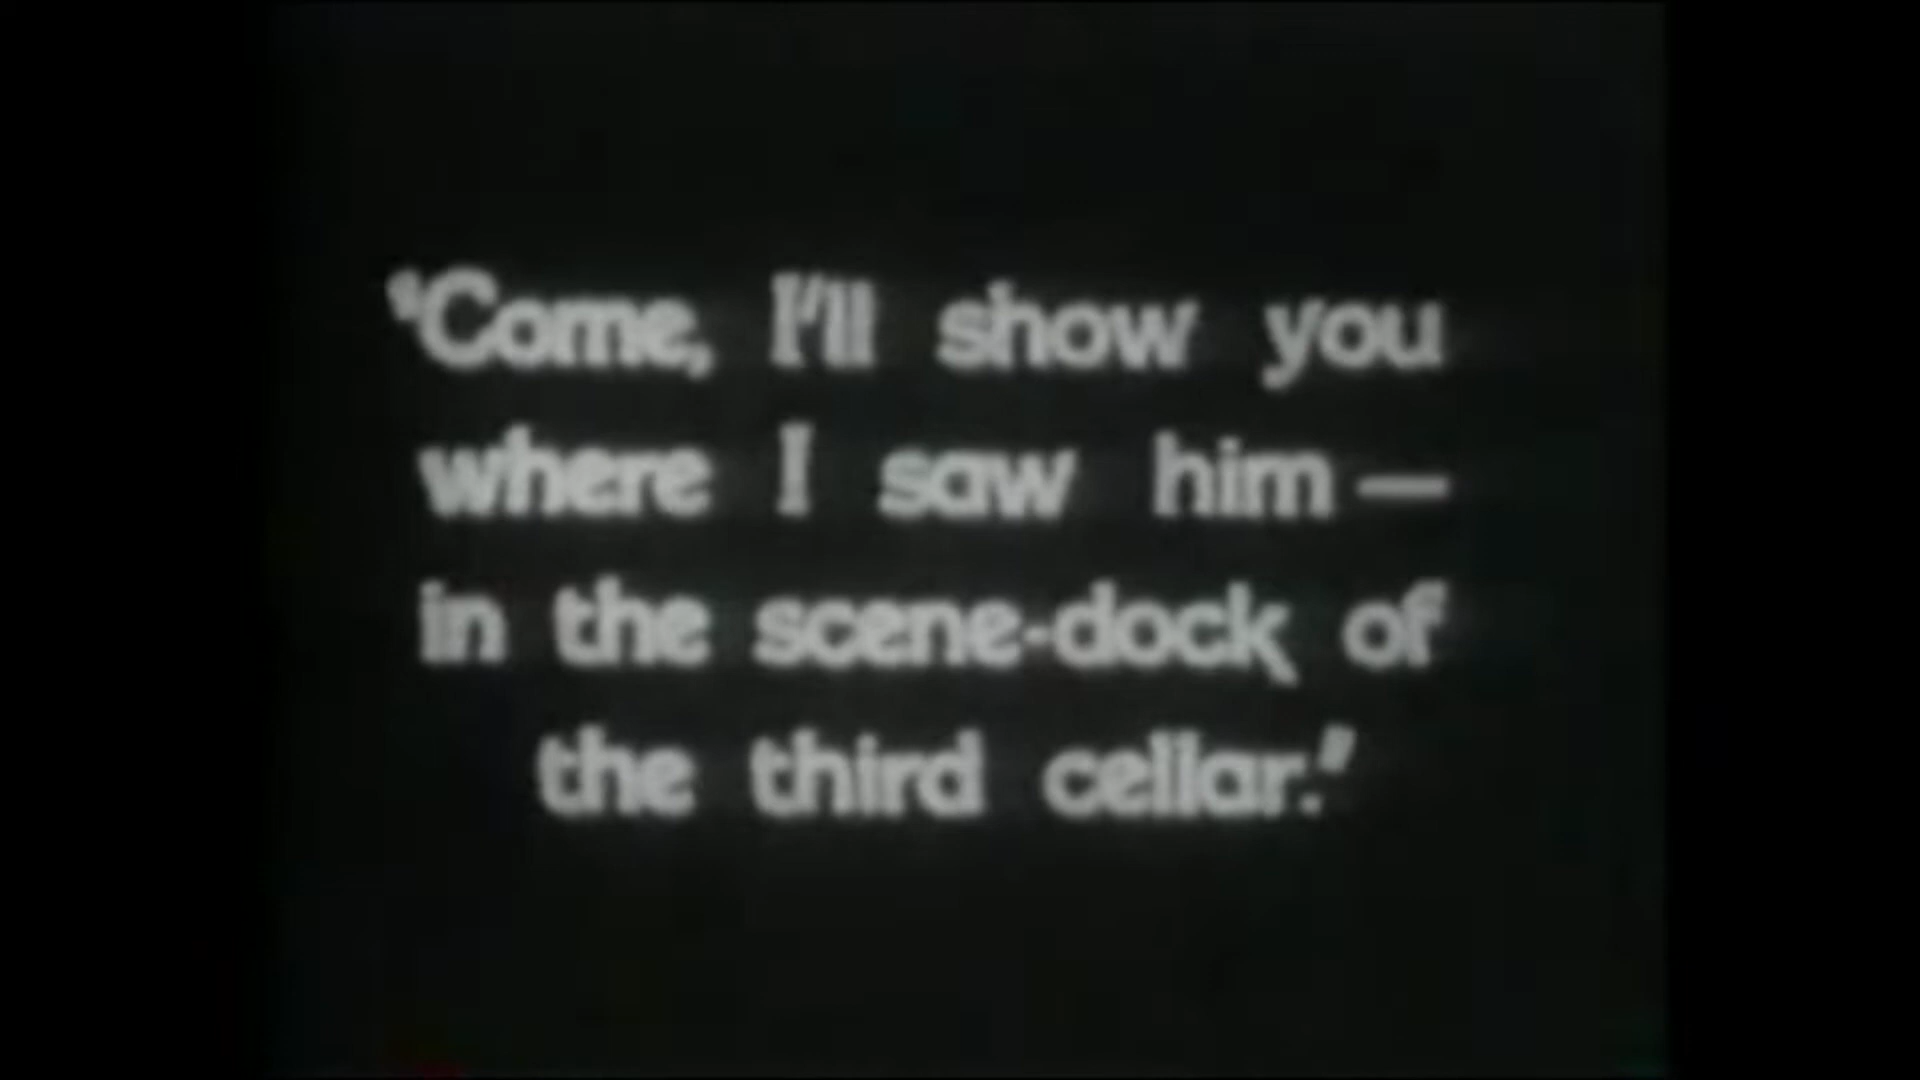 "Come, I'll show you
where I saw him —
in the scene-dock of
the third cellar."